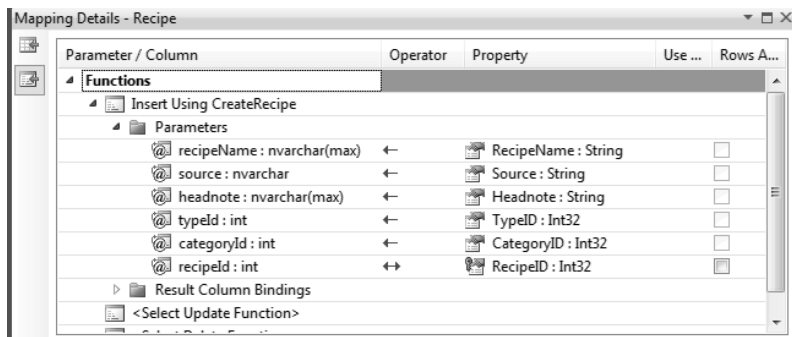 Mapping Details - Recipe
Parameter / Column Operator Property Use ... Rows A...
Functions
Insert Using CreateRecipe
Parameters
recipeName : nvarchar(max) ← RecipeName : String
source : nvarchar ← Source : String
headnote : nvarchar(max) ← Headnote : String
typeId : int ← TypeID : Int32
categoryId : int ← CategoryID : Int32
recipeId : int ↔ RecipeID : Int32
Result Column Bindings
<Select Update Function>